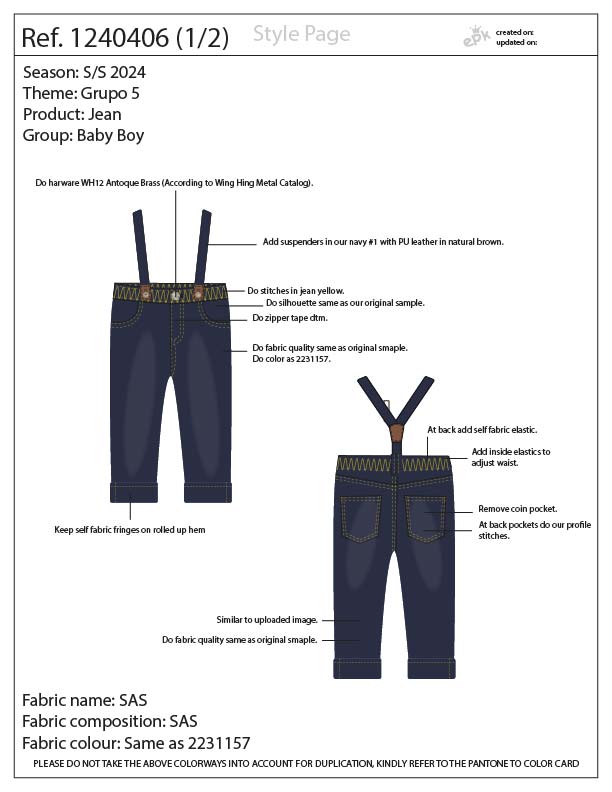 Ref. 1240406 (1/2)
Style Page
epk
created on:
updated on:
Season: S/S 2024
Theme: Grupo 5
Product: Jean
Group: Baby Boy
Do harware WH12 Antoque Brass (According to Wing Hing Metal Catalog).
Add suspenders in our navy #1 with PU leather in natural brown.
Do stitches in jean yellow.
Do silhouette same as our original sample.
Do zipper tape dtm.
Do fabric quality same as original smaple.
Do color as 2231157.
At back add self fabric elastic.
Add inside elastics to
adjust waist.
Remove coin pocket.
At back pockets do our profile
stitches.
Keep self fabric fringes on rolled up hem
Similar to uploaded image.
Do fabric quality same as original smaple.
Fabric name: SAS
Fabric composition: SAS
Fabric colour: Same as 2231157
PLEASE DO NOT TAKE THE ABOVE COLORWAYS INTO ACCOUNT FOR DUPLICATION, KINDLY REFER TO THE PANTONE TO COLOR CARD